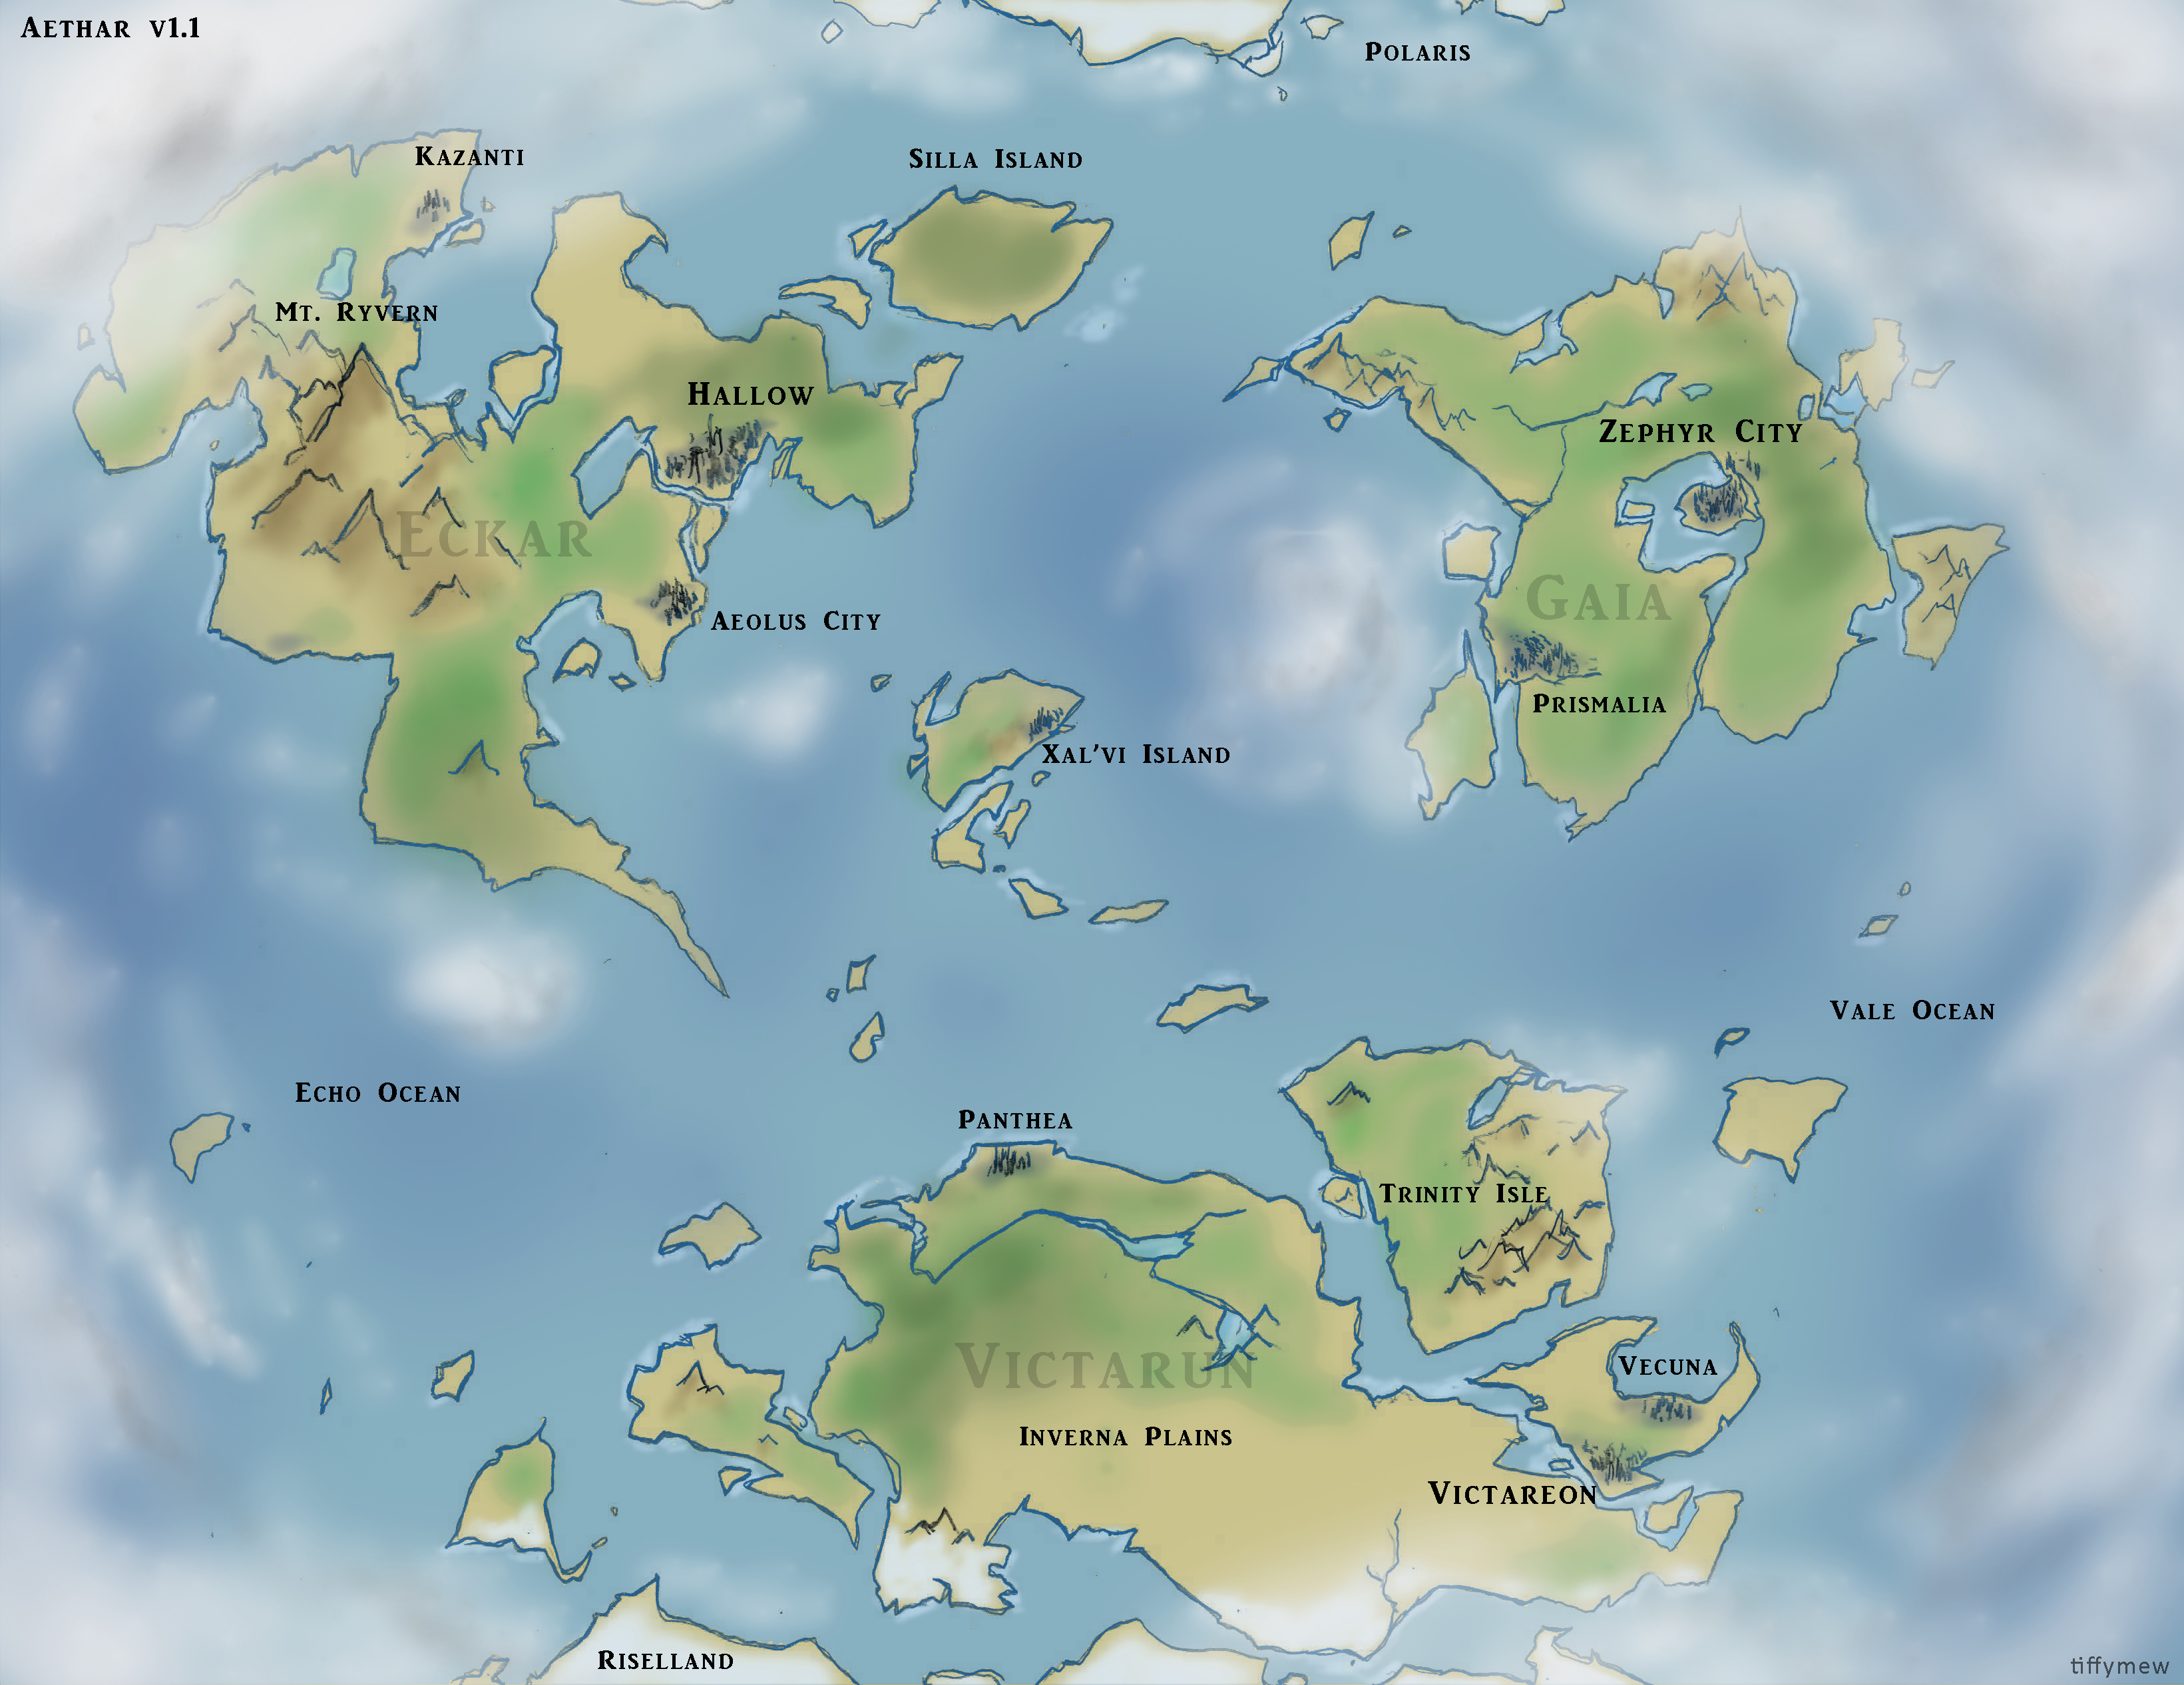 Aethar v1.1
Polaris
Kazanti
Silla Island
Mt. Ryvern
Hallow
Zephyr City
Eckar
Gaia
Aeolus City
Prismalia
Xal'vi Island
Vale Ocean
Echo Ocean
Panthea
Trinity Isle
Victarun
Vecuna
Inverna Plains
Victareon
Riselland
tiffymew